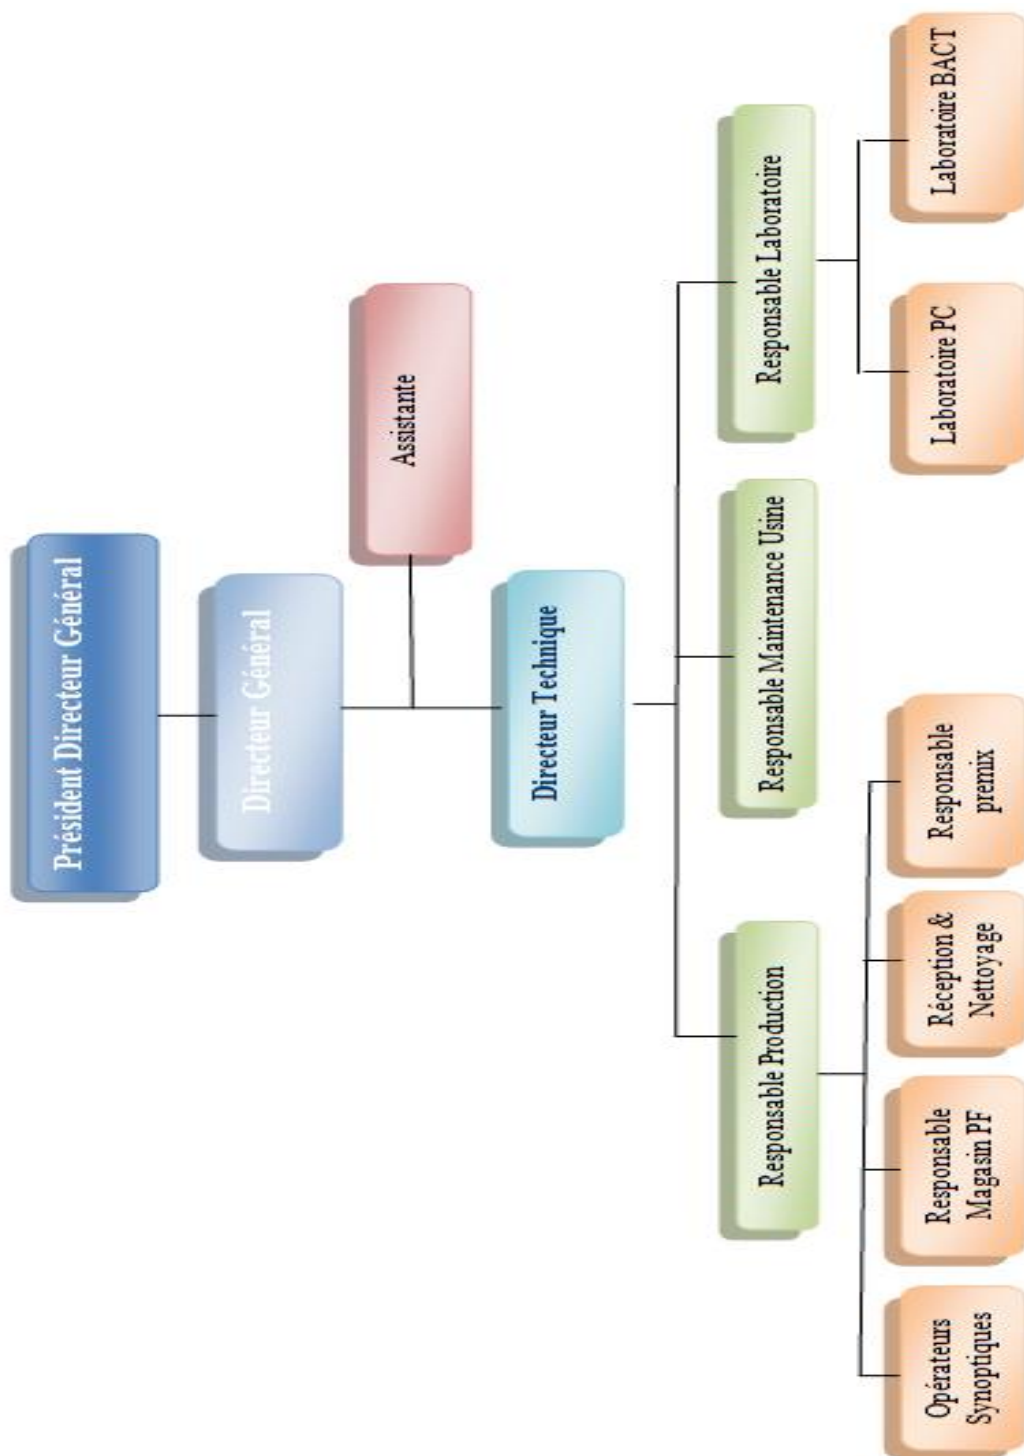 Président Directeur Général
Directeur Général
Assistante
Directeur Technique
Responsable Production
Responsable Maintenance Usine
Responsable Laboratoire
Opérateurs
Synoptiques
Responsable
Magasin PF
Réception &
Nettoyage
Responsable
premix
Laboratoire PC
Laboratoire BACT